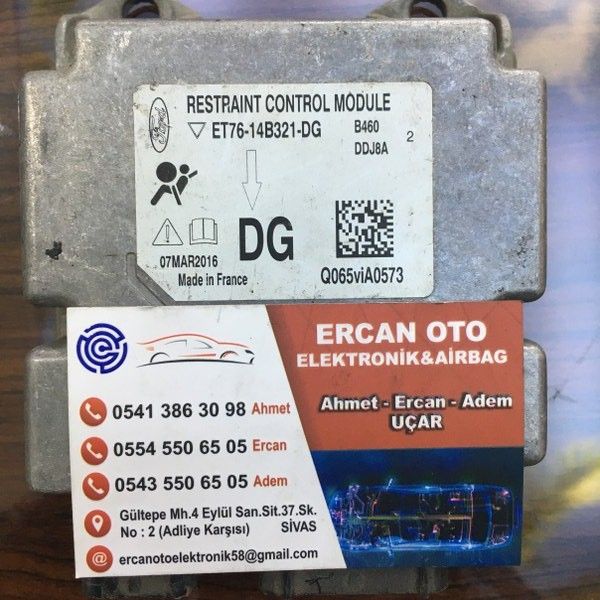 RESTRAINT CONTROL MODULE
Ford
ET76-14B321-DG
B460
DDJ8A
2
DG
07MAR2016
Made in France
Q065viA0573
ERCAN OTO
ELEKTRONİK&AİRBAG
Ahmet - Ercan - Adem
UÇAR
0541 386 30 98 Ahmet
0554 550 65 05 Ercan
0543 550 65 05 Adem
Gültepe Mh.4 Eylül San.Sit.37.Sk.
No : 2 (Adliye Karşısı) SİVAS
@ ercanotoelektronik58@gmail.com